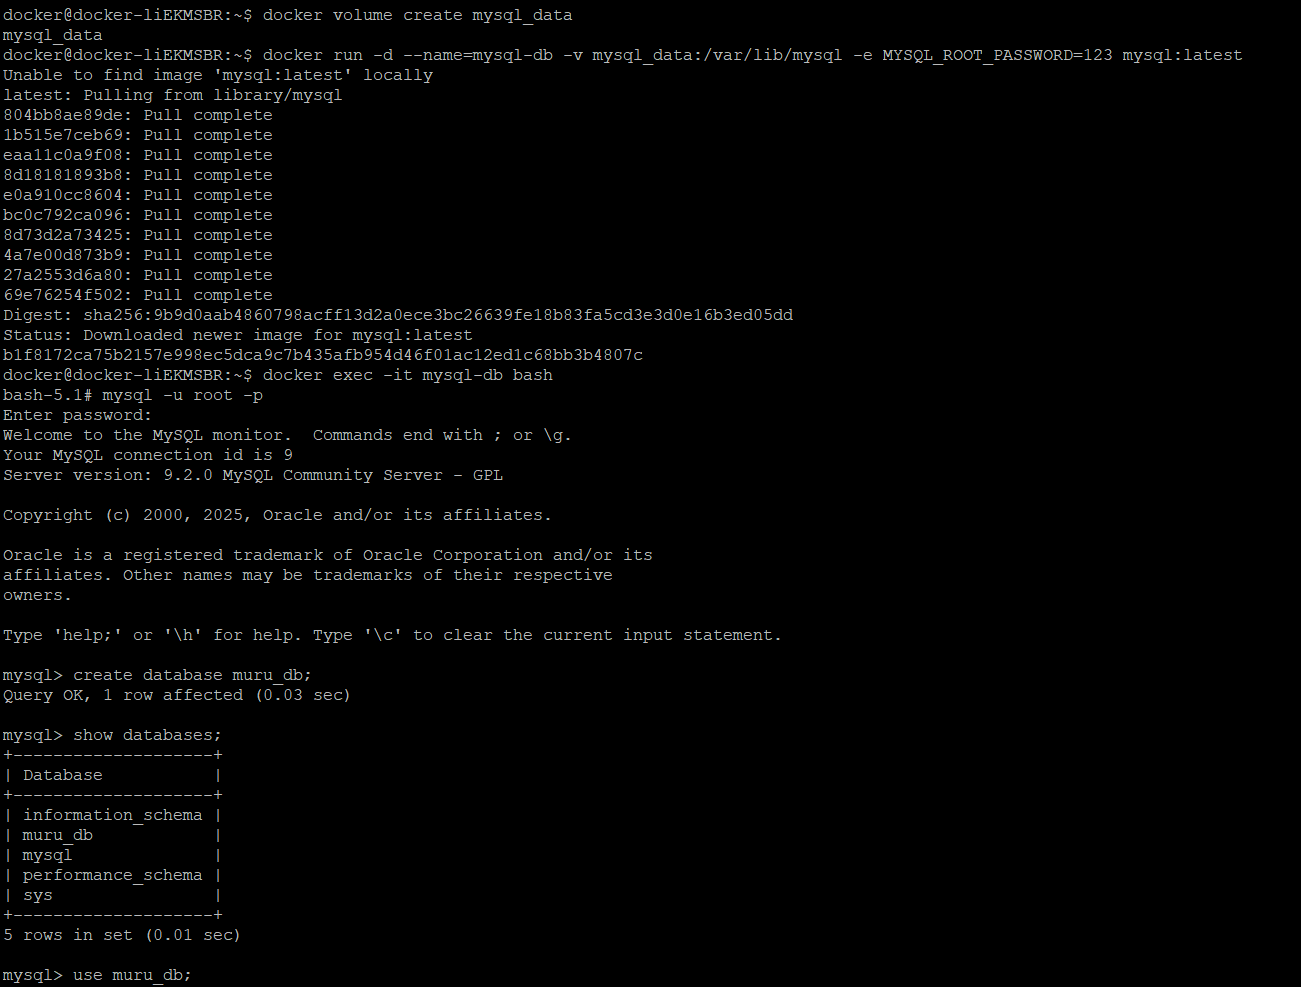 docker@docker-liEKMSBR:~$ docker volume create mysql_data
mysql_data
docker@docker-liEKMSBR:~$ docker run -d --name=mysql-db -v mysql_data:/var/lib/mysql -e MYSQL_ROOT_PASSWORD=123 mysql:latest
Unable to find image 'mysql:latest' locally
latest: Pulling from library/mysql
804bb8ae89de: Pull complete
1b515e7ceb69: Pull complete
eaa11c0a9f08: Pull complete
8d18181893b8: Pull complete
e0a910cc8604: Pull complete
bc0c792ca096: Pull complete
8d73d2a73425: Pull complete
4a7e00d873b9: Pull complete
27a2553d6a80: Pull complete
69e76254f502: Pull complete
Digest: sha256:9b9d0aab4860798acff13d2a0ece3bc26639fe18b83fa5cd3e3d0e16b3ed05dd
Status: Downloaded newer image for mysql:latest
b1f8172ca75b2157e998ec5dca9c7b435afb954d46f01ac12ed1c68bb3b4807c
docker@docker-liEKMSBR:~$ docker exec -it mysql-db bash
bash-5.1# mysql -u root -p
Enter password:
Welcome to the MySQL monitor.  Commands end with ; or \g.
Your MySQL connection id is 9
Server version: 9.2.0 MySQL Community Server - GPL

Copyright (c) 2000, 2025, Oracle and/or its affiliates.

Oracle is a registered trademark of Oracle Corporation and/or its
affiliates. Other names may be trademarks of their respective
owners.

Type 'help;' or '\h' for help. Type '\c' to clear the current input statement.

mysql> create database muru_db;
Query OK, 1 row affected (0.03 sec)

mysql> show databases;
+--------------------+
| Database           |
+--------------------+
| information_schema |
| muru_db            |
| mysql              |
| performance_schema |
| sys                |
+--------------------+
5 rows in set (0.01 sec)

mysql> use muru_db;